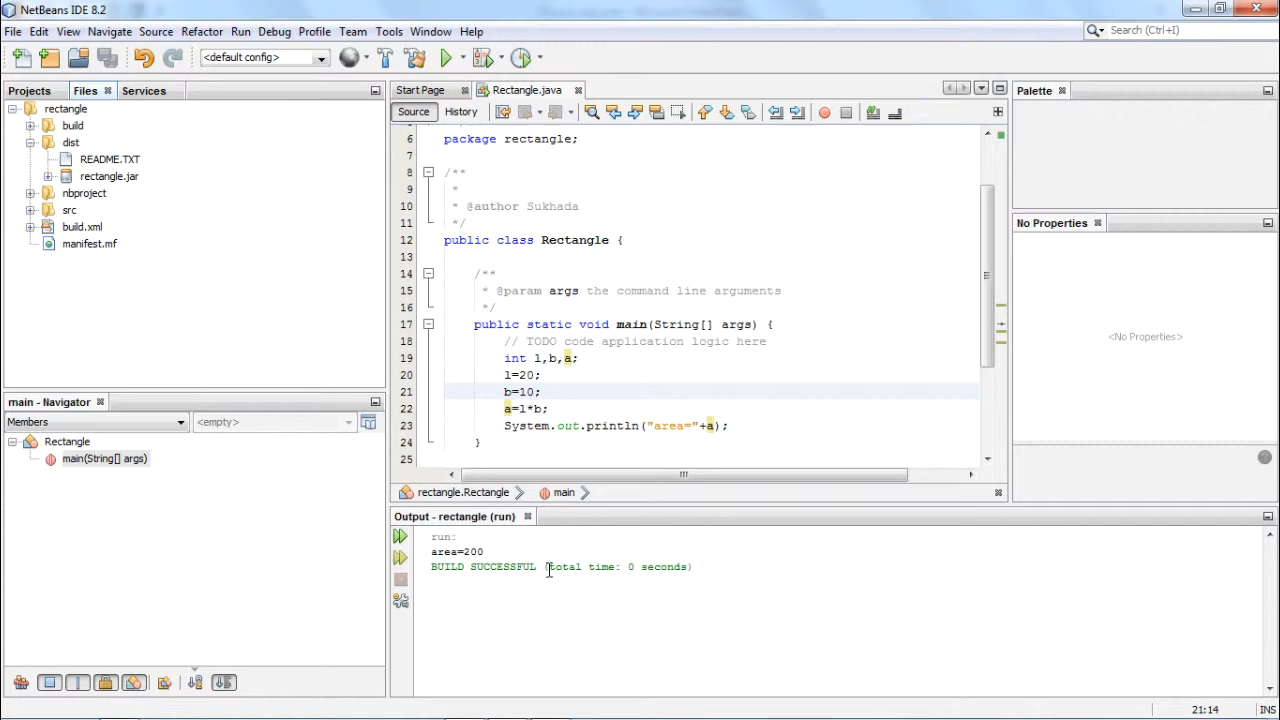 NetBeans IDE 8.2
File Edit View Navigate Source Refactor Run Debug Profile Team Tools Window Help
Search (Ctrl+I)
<default config>
Projects Files Services
rectangle
build
dist
README.TXT
rectangle.jar
nbproject
src
build.xml
manifest.mf
main - Navigator
Members
<empty>
Rectangle
main(String[] args)
Start Page Rectangle.java
Source History
6 package rectangle;
7
8 /**
9 *
10 * @author Sukhada
11 */
12 public class Rectangle {
13
14 /**
15 * @param args the command line arguments
16 */
17 public static void main(String[] args) {
18 // TODO code application logic here
19 int l,b,a;
20 l=20;
21 b=10;
22 a=l*b;
23 System.out.println("area="+a);
24 }
25
rectangle.Rectangle main
Output - rectangle (run)
run:
area=200
BUILD SUCCESSFUL (total time: 0 seconds)
Palette
No Properties
<No Properties>
21:14 INS